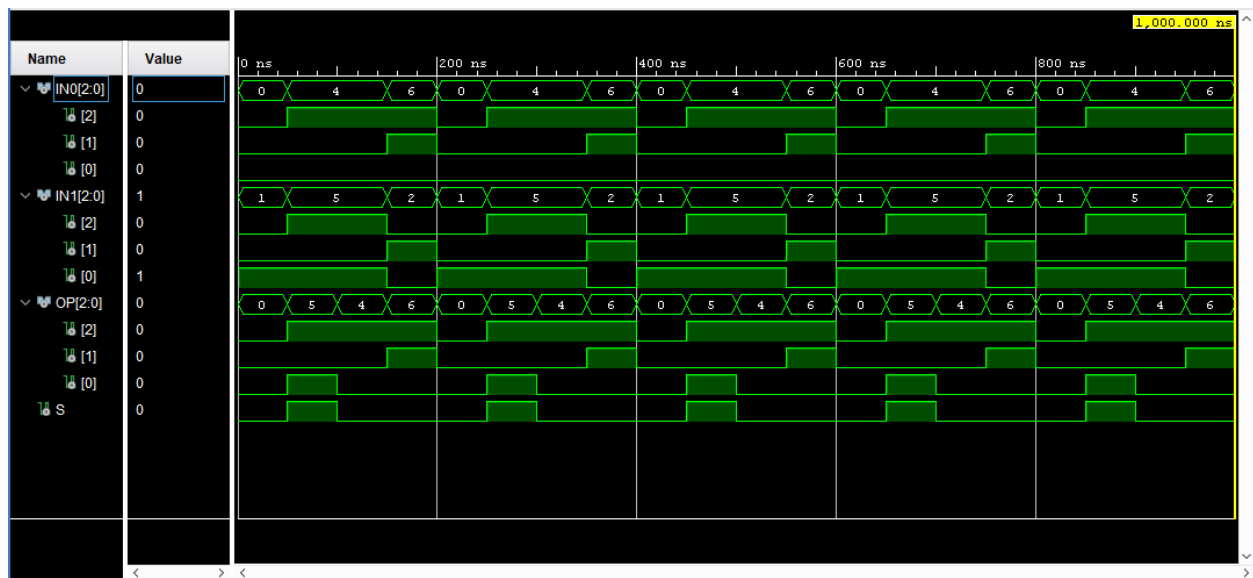 1,000.000 ns
Name Value 0 ns 200 ns 400 ns 600 ns 800 ns
IN0[2:0] 0 0 4 6 0 4 6 0 4 6 0 4 6 0 4 6
[2] 0
[1] 0
[0] 0
IN1[2:0] 1 1 5 2 1 5 2 1 5 2 1 5 2 1 5 2
[2] 0
[1] 0
[0] 1
OP[2:0] 0 0 5 4 6 0 5 4 6 0 5 4 6 0 5 4 6 0 5 4 6
[2] 0
[1] 0
[0] 0
S 0